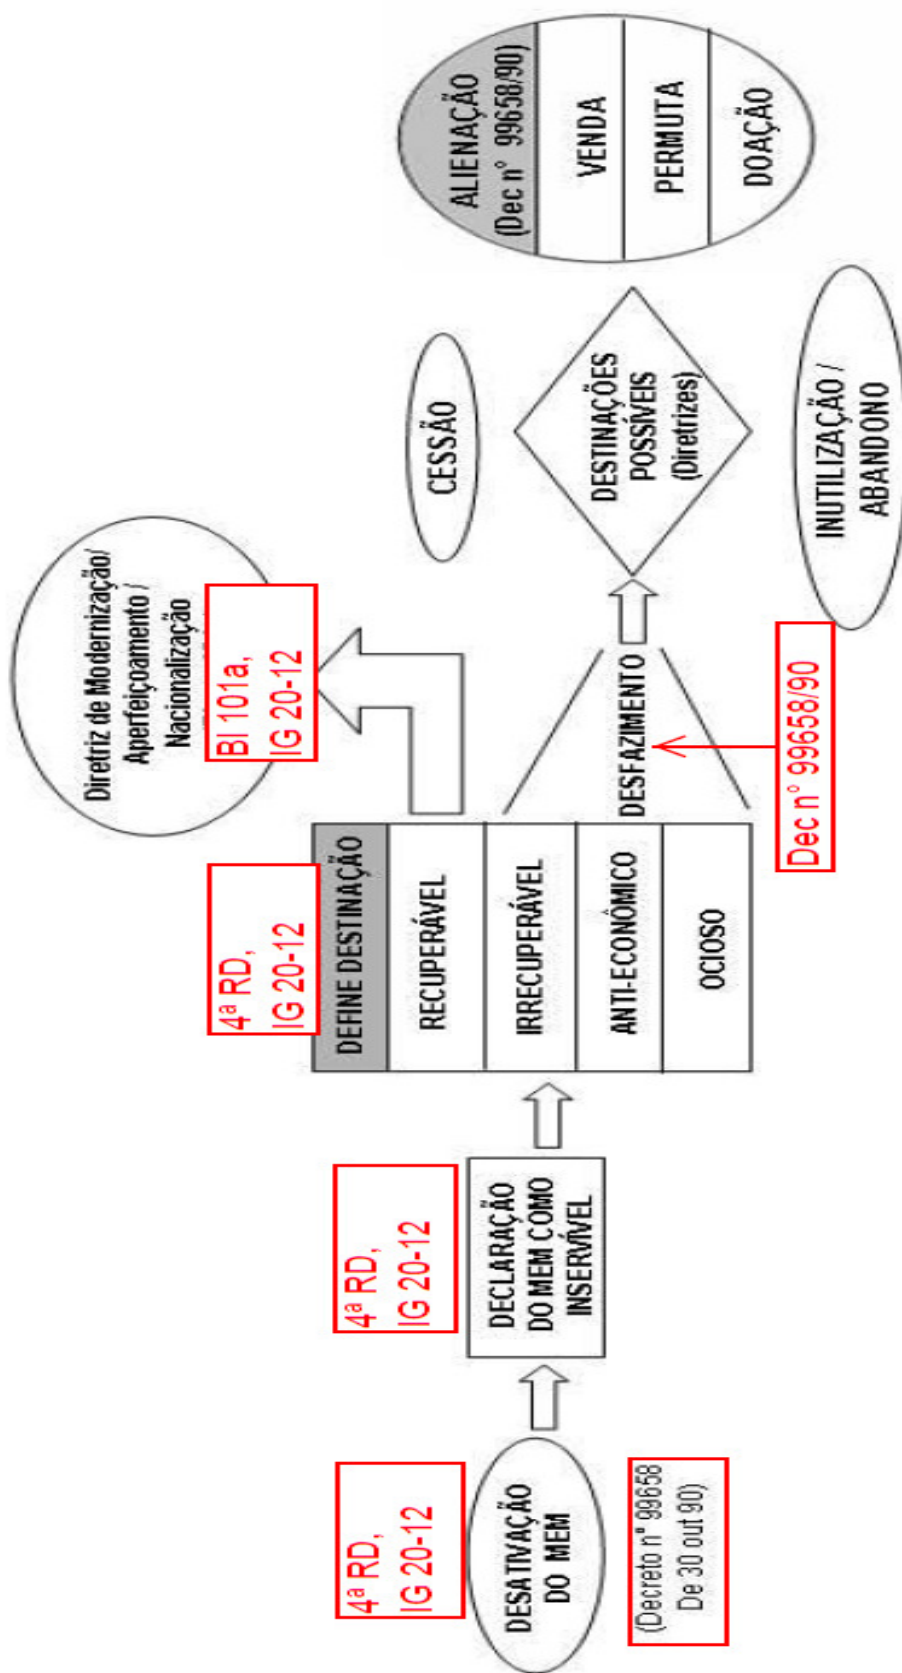 4ª RD,
IG 20-12
DESATIVAÇÃO
DO MEM
(Decreto n° 99658
De 30 out 90)
4ª RD,
IG 20-12
DECLARAÇÃO
DO MEM COMO
INSERVÍVEL
4ª RD,
IG 20-12
DEFINE DESTINAÇÃO
RECUPERÁVEL
IRRECUPERÁVEL
ANTI-ECONÔMICO
OCIOSO
Diretriz de Modernização/
Aperfeiçoamento /
Nacionalização
BI 101a,
IG 20-12
DESFAZIMENTO
Dec n° 99658/90
CESSÃO
DESTINAÇÕES
POSSÍVEIS
(Diretrizes)
INUTILIZAÇÃO /
ABANDONO
ALIENAÇÃO
(Dec n° 99658/90)
VENDA
PERMUTA
DOAÇÃO